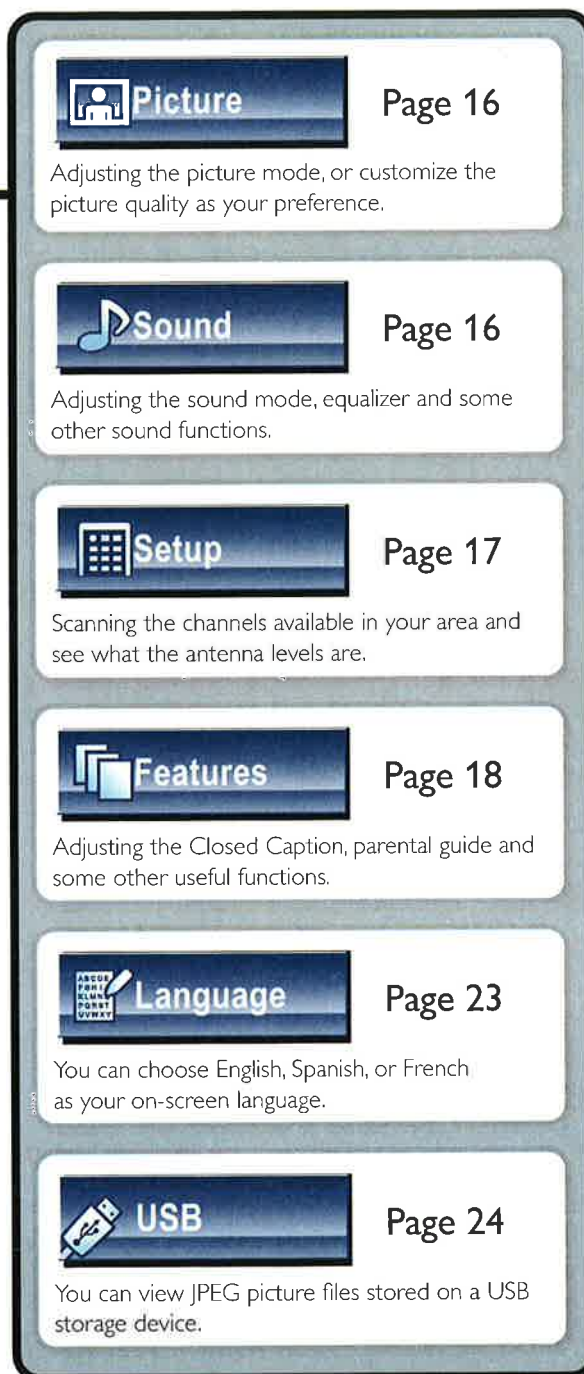 Picture
Page 16
Adjusting the picture mode, or customize the
picture quality as your preference.
Sound
Page 16
Adjusting the sound mode, equalizer and some
other sound functions.
Setup
Page 17
Scanning the channels available in your area and
see what the antenna levels are.
Features
Page 18
Adjusting the Closed Caption, parental guide and
some other useful functions.
Language
Page 23
You can choose English, Spanish, or French
as your on-screen language.
USB
Page 24
You can view JPEG picture files stored on a USB
storage device.